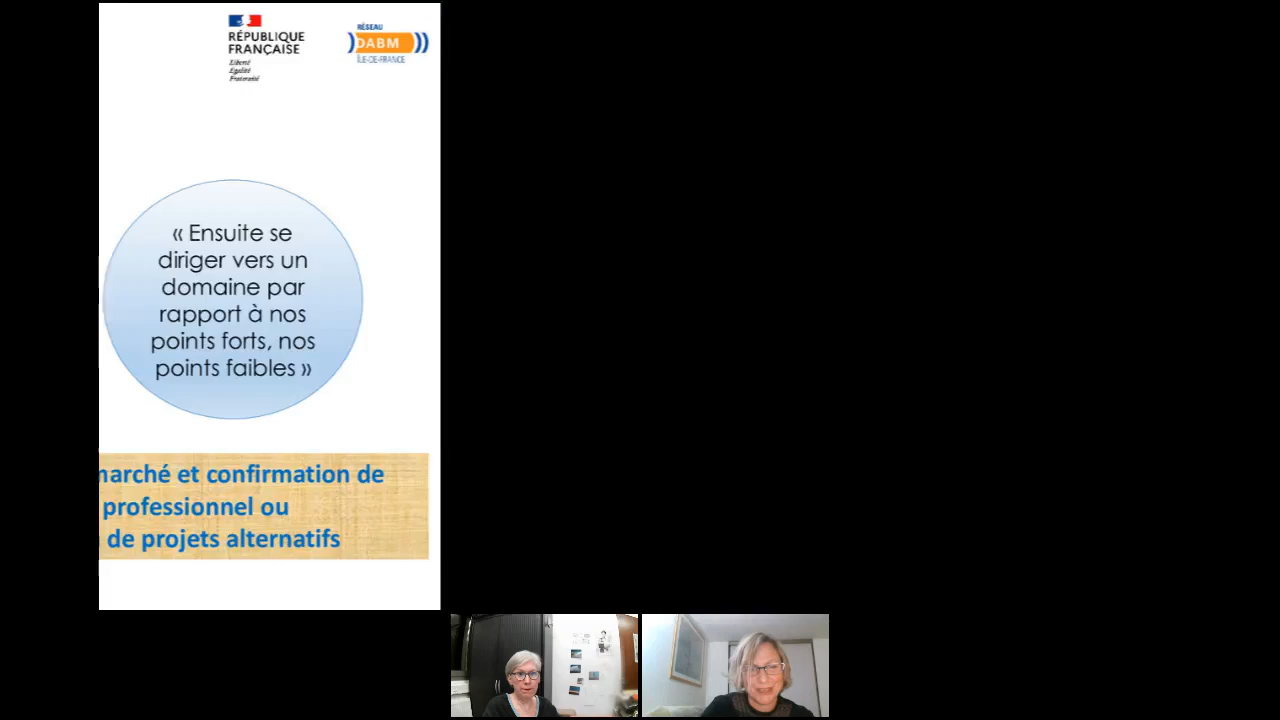 RÉPUBLIQUE
FRANÇAISE
Liberté
Égalité
Fraternité
RÉSEAU
DABM
ÎLE-DE-FRANCE
« Ensuite se
diriger vers un
domaine par
rapport à nos
points forts, nos
points faibles »
marché et confirmation de
professionnel ou
de projets alternatifs